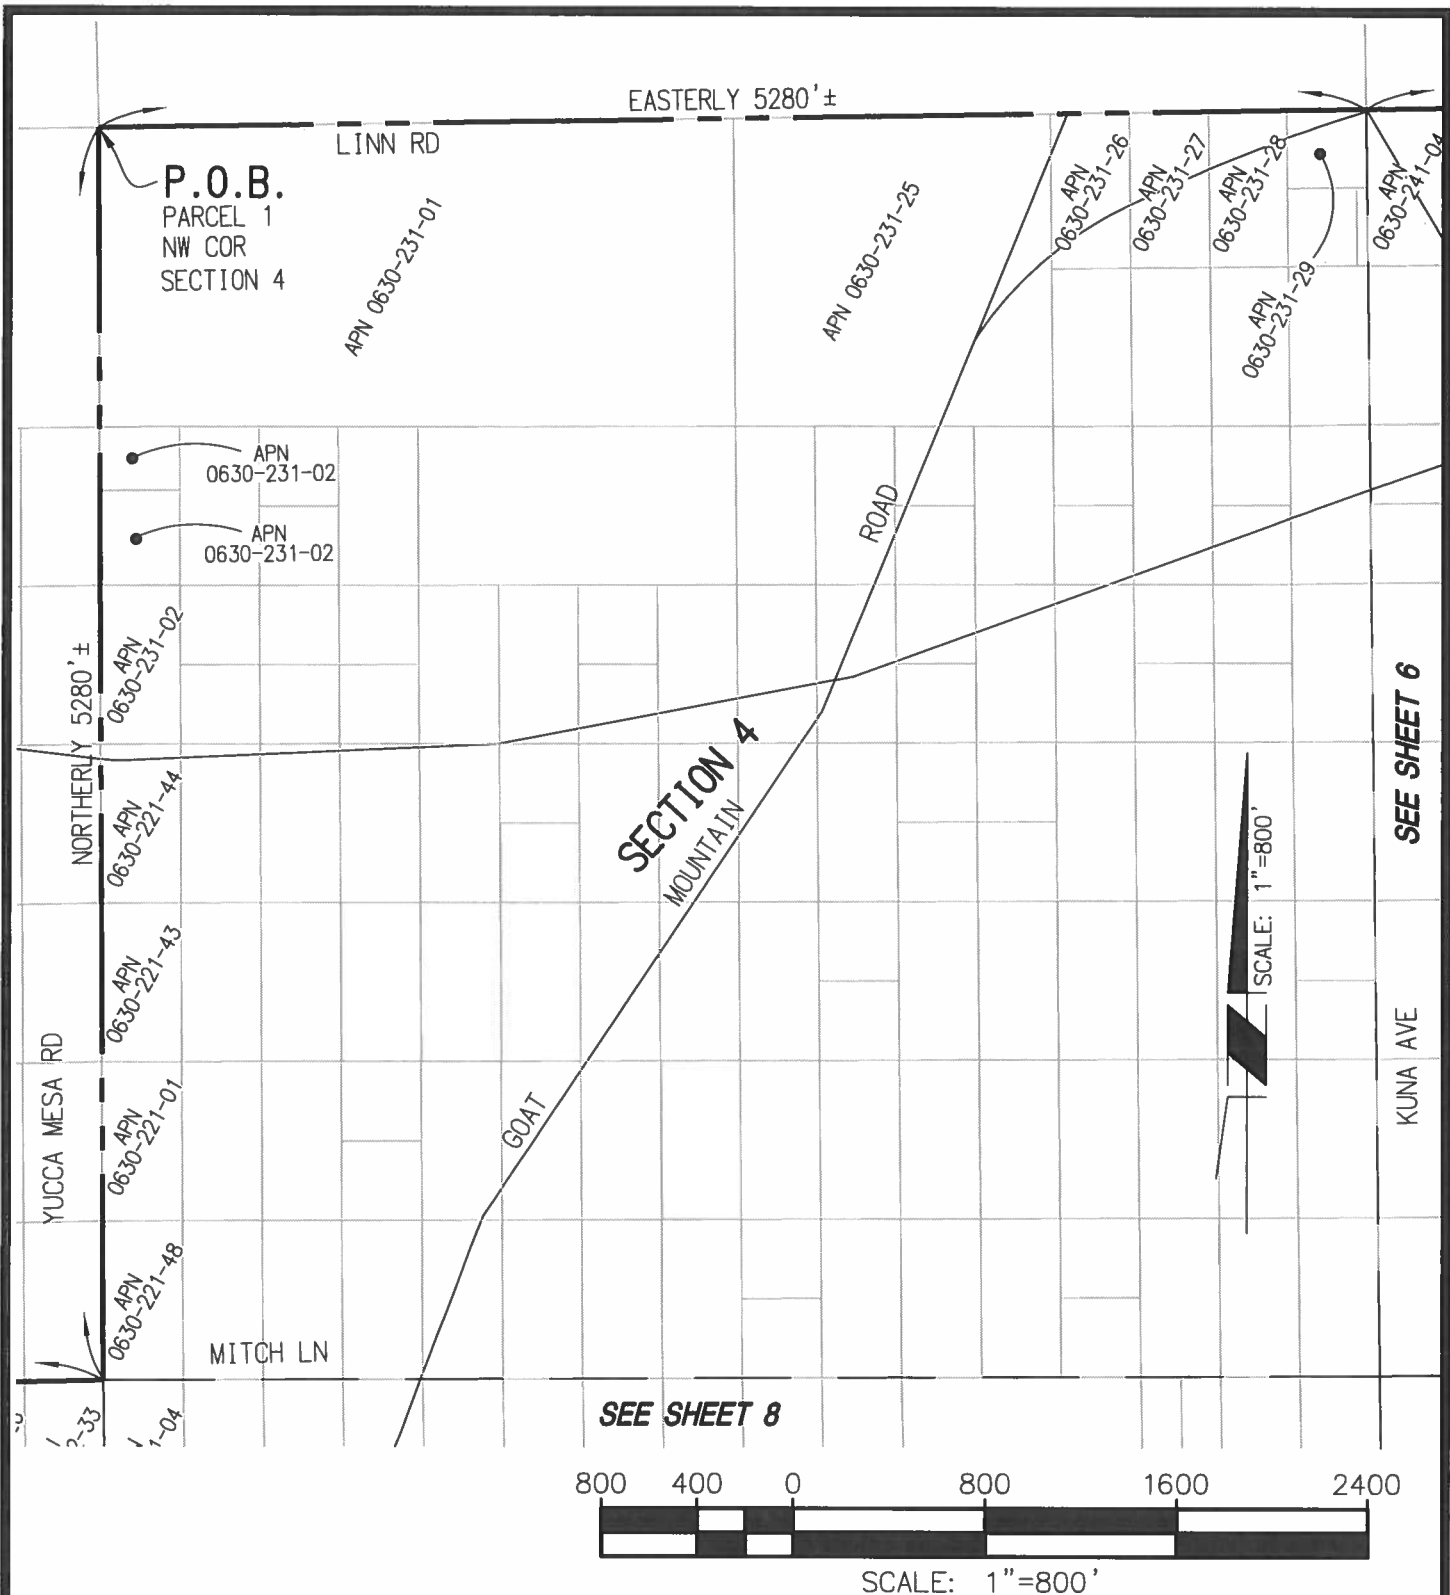 EASTERLY 5280'±
LINN RD
P.O.B.
PARCEL 1
NW COR
SECTION 4
APN 0630-231-01
APN 0630-231-25
APN
0630-231-26
APN
0630-231-27
APN
0630-231-28
APN
0630-241-04
APN
0630-231-29
APN
0630-231-02
APN
0630-231-02
ROAD
APN
0630-231-02
NORTHERLY 5280'±
SEE SHEET 6
SECTION 4
MOUNTAIN
APN
0630-221-44
SCALE: 1"=800'
APN
0630-221-43
YUCCA MESA RD
KUNA AVE
GOAT
APN
0630-221-01
APN
0630-221-48
MITCH LN
SEE SHEET 8
2-33
1-04
800 400 0 800 1600 2400
SCALE: 1"=800'